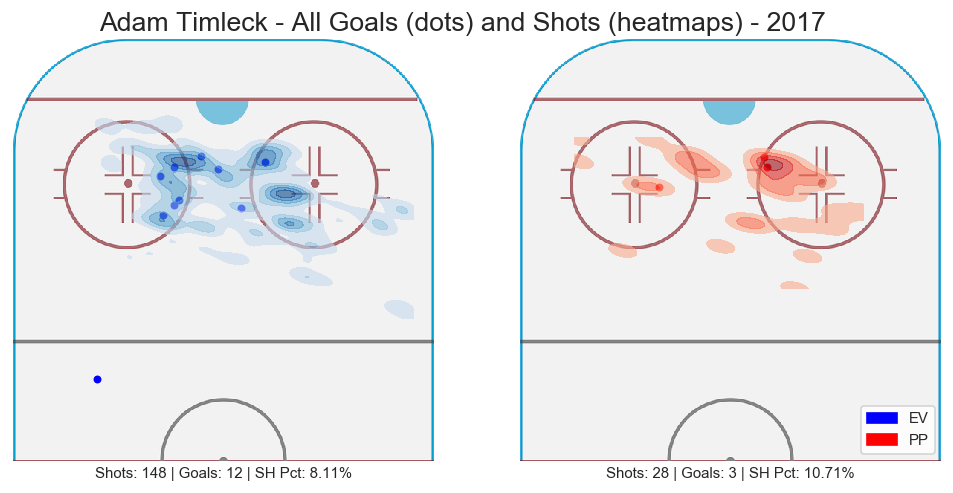 Adam Timleck - All Goals (dots) and Shots (heatmaps) - 2017
EV
PP
Shots: 148 | Goals: 12 | SH Pct: 8.11%
Shots: 28 | Goals: 3 | SH Pct: 10.71%